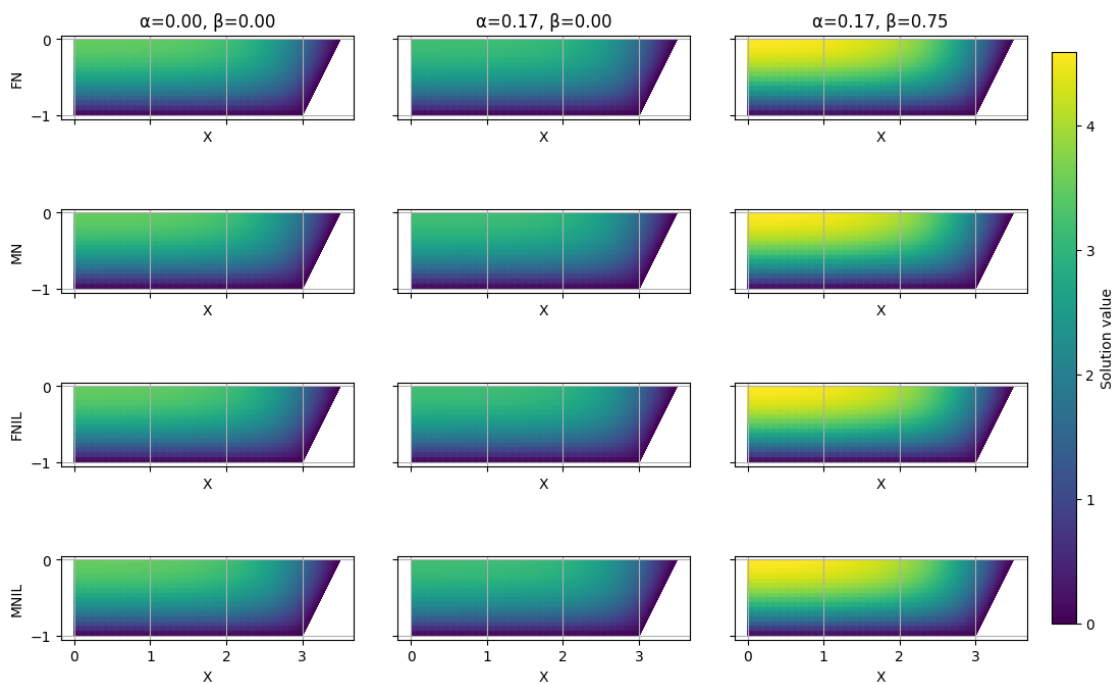 α=0.00, β=0.00 α=0.17, β=0.00 α=0.17, β=0.75
FN
0
−1
X X X
MN
0
−1
X X X
FNIL
0
−1
X X X
MNIL
0
−1
0 1 2 3 0 1 2 3 0 1 2 3
X X X
4
3
2
1
0
Solution value